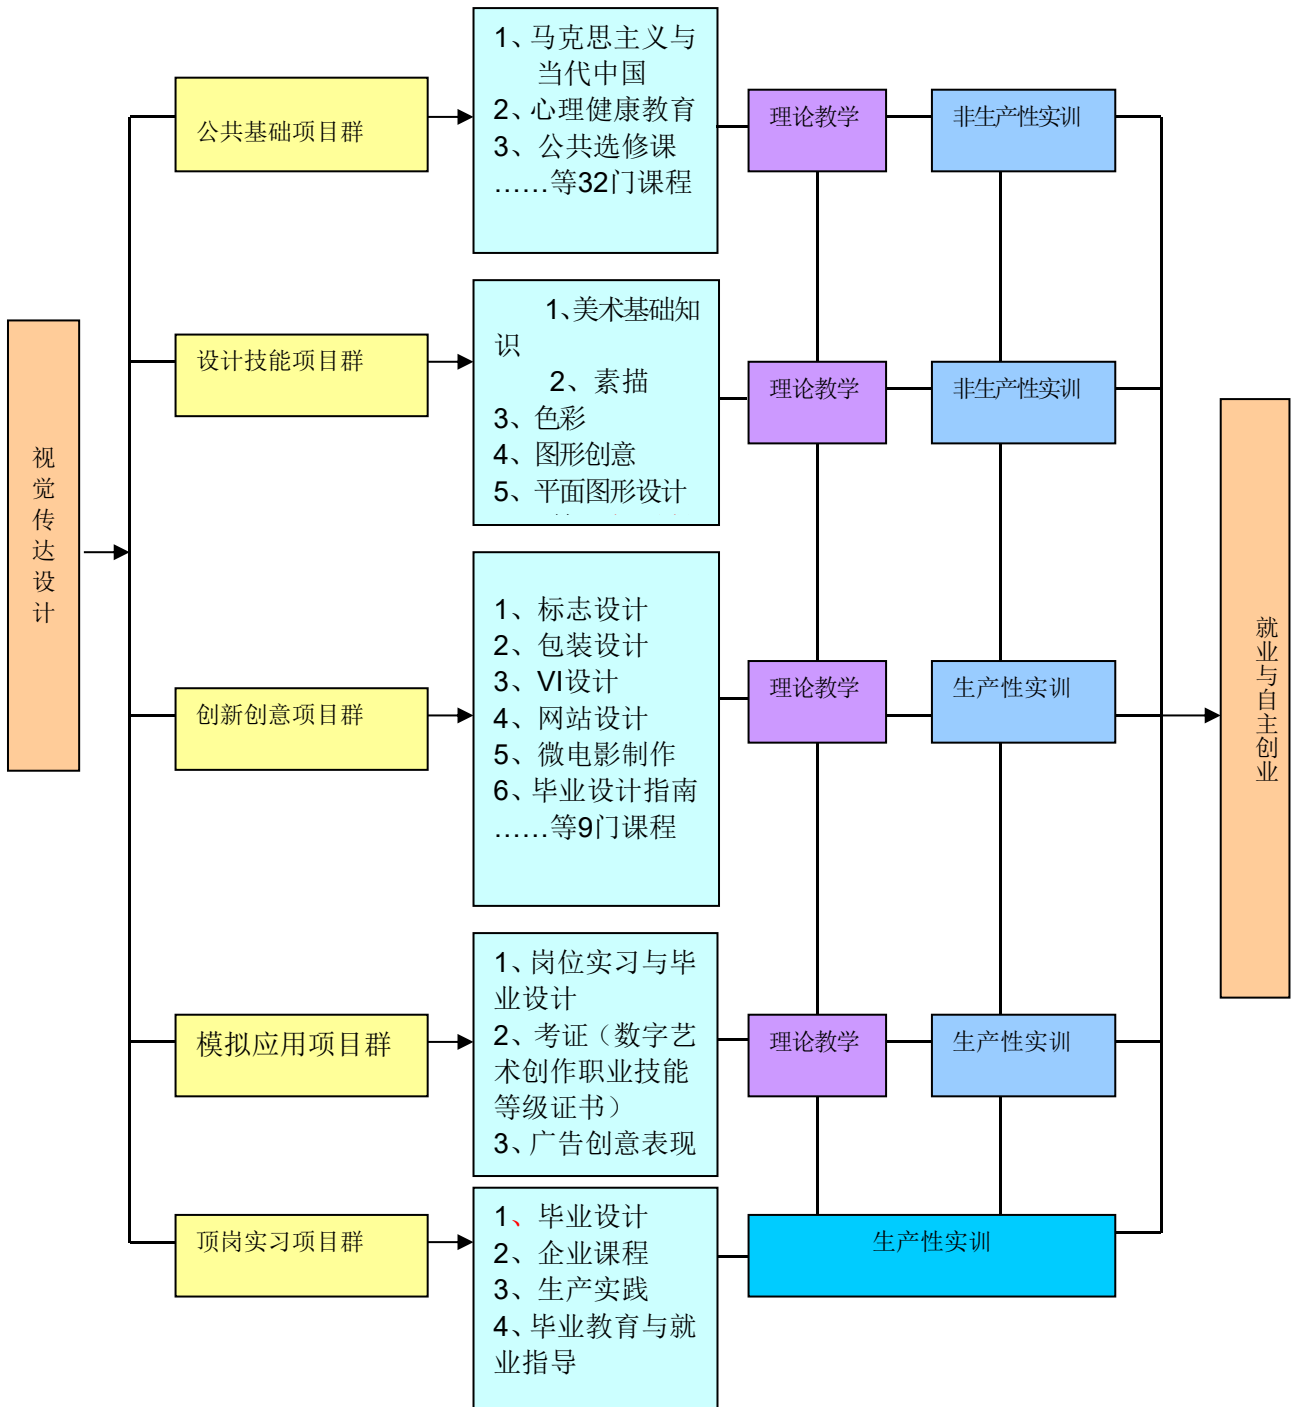 视觉传达设计
公共基础项目群
1、马克思主义与
当代中国
2、心理健康教育
3、公共选修课
……等32门课程
理论教学
非生产性实训
设计技能项目群
1、美术基础知
识
2、素描
3、色彩
4、图形创意
5、平面图形设计
理论教学
非生产性实训
创新创意项目群
1、标志设计
2、包装设计
3、VI设计
4、网站设计
5、微电影制作
6、毕业设计指南
……等9门课程
理论教学
生产性实训
模拟应用项目群
1、岗位实习与毕
业设计
2、考证（数字艺
术创作职业技能
等级证书）
3、广告创意表现
理论教学
生产性实训
顶岗实习项目群
1、毕业设计
2、企业课程
3、生产实践
4、毕业教育与就
业指导
生产性实训
就业与自主创业